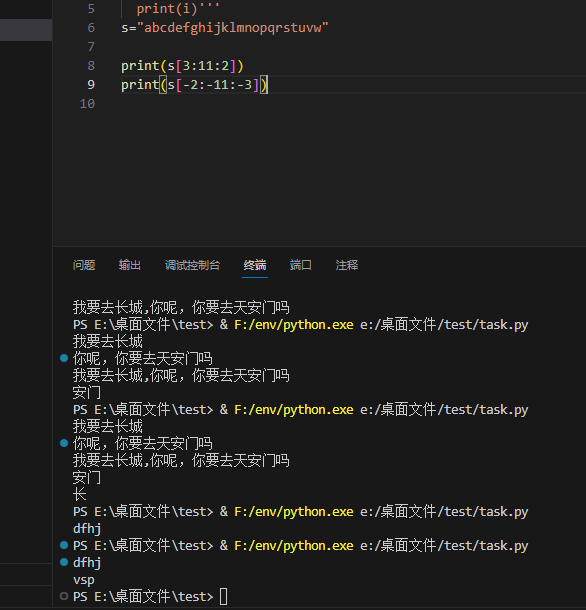 5 print(i)'''
6 s="abcdefghijklmnopqrstuvw"
7
8 print(s[3:11:2])
9 print(s[-2:-11:-3])
10
问题 输出 调试控制台 终端 端口 注释
我要去长城,你呢，你要去天安门吗
PS E:\桌面文件\test> & F:/env/python.exe e:/桌面文件/test/task.py
我要去长城
你呢，你要去天安门吗
我要去长城,你呢，你要去天安门吗
安门
PS E:\桌面文件\test> & F:/env/python.exe e:/桌面文件/test/task.py
我要去长城
你呢，你要去天安门吗
我要去长城,你呢，你要去天安门吗
安门
长
PS E:\桌面文件\test> & F:/env/python.exe e:/桌面文件/test/task.py
dfhj
PS E:\桌面文件\test> & F:/env/python.exe e:/桌面文件/test/task.py
dfhj
vsp
PS E:\桌面文件\test>